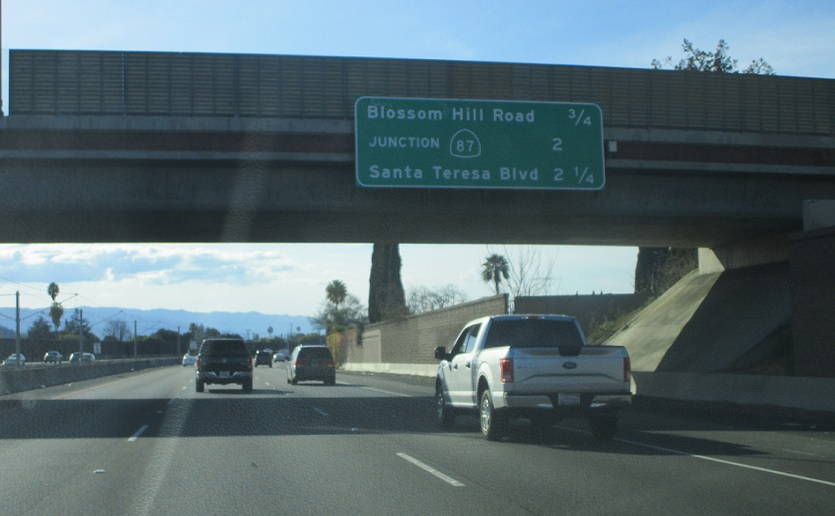 Blossom Hill Road 3/4
JUNCTION 87 2
Santa Teresa Blvd 2 1/4